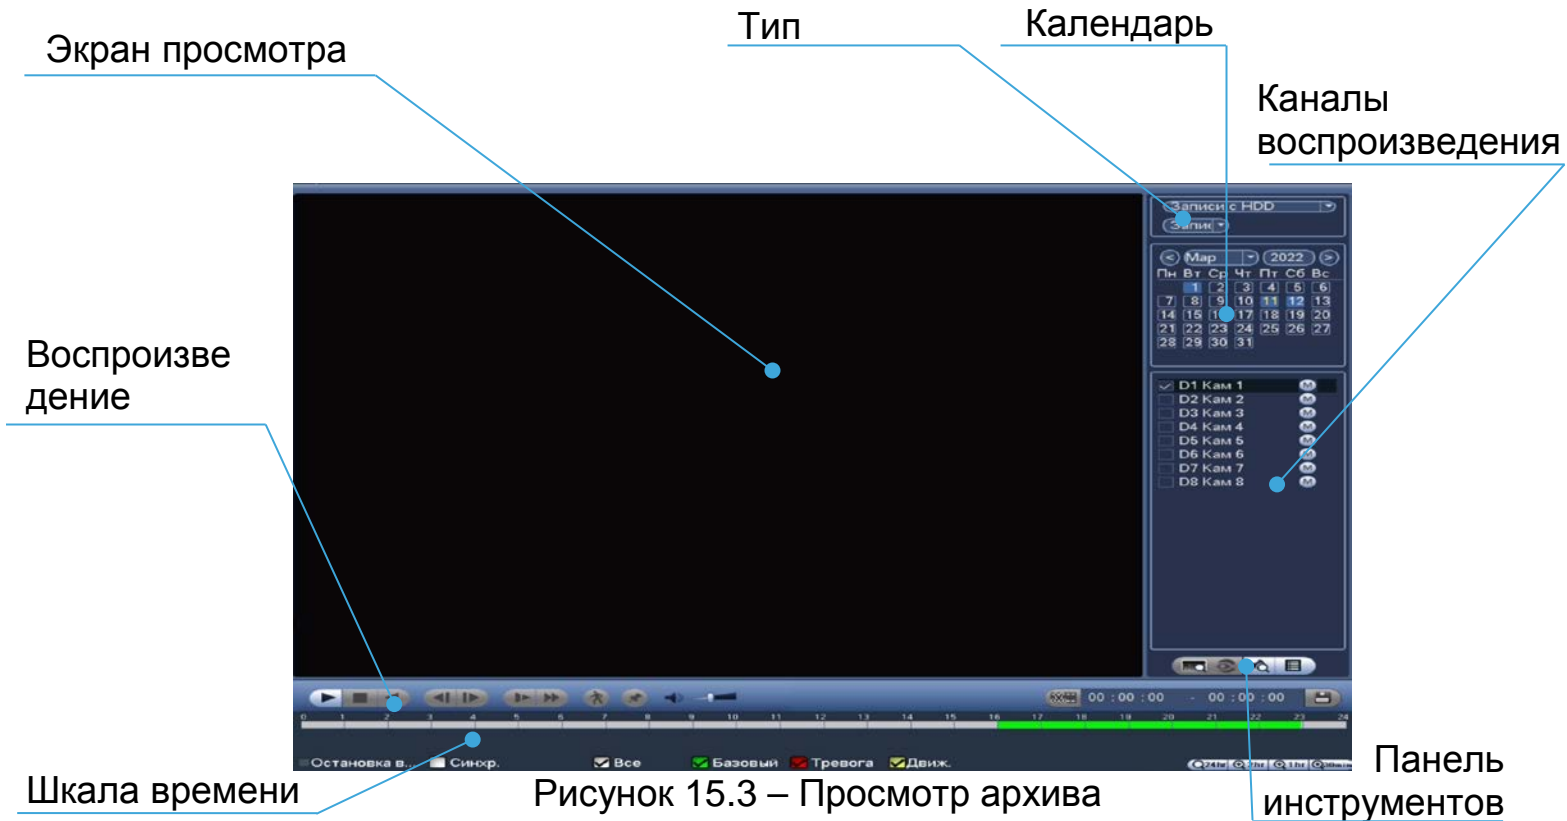 Экран просмотра
Тип
Календарь
Каналы
воспроизведения
Записи с HDD
Запис
< Мар 2022 >
Пн Вт Ср Чт Пт Сб Вс
1 2 3 4 5 6
7 8 9 10 11 12 13
14 15 17 18 19 20
21 22 23 24 25 26 27
28 29 30 31
Воспроизве
дение
D1 Кам 1 M
D2 Кам 2 M
D3 Кам 3 M
D4 Кам 4 M
D5 Кам 5 M
D6 Кам 6 M
D7 Кам 7 M
D8 Кам 8 M
00 : 00 : 00 - 00 : 00 : 00
0 1 2 3 4 5 6 7 8 9 10 11 12 13 14 15 16 17 18 19 20 21 22 23 24
Остановка в... Синхр. Все Базовый Тревога Движ. 24hr 2hr 1hr 30min
Шкала времени
Рисунок 15.3 – Просмотр архива
Панель
инструментов